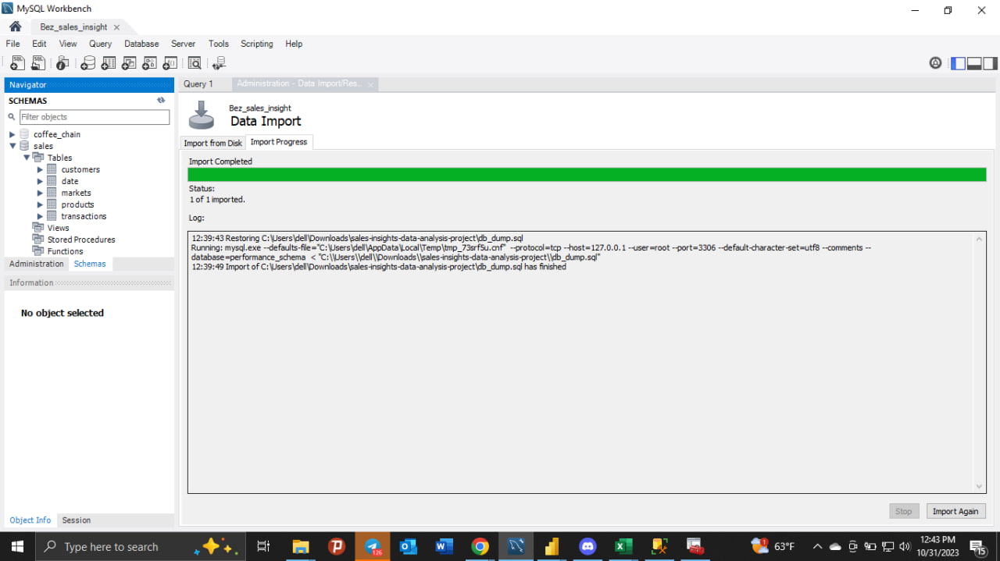 MySQL Workbench
Bez_sales_insight
File Edit View Query Database Server Tools Scripting Help
Navigator
SCHEMAS
Filter objects
coffee_chain
sales
Tables
customers
date
markets
products
transactions
Views
Stored Procedures
Functions
Administration Schemas
Information
No object selected
Object Info Session
Query 1 Administration - Data Import/Res...
Bez_sales_insight
Data Import
Import from Disk Import Progress
Import Completed
Status:
1 of 1 imported.
Log:
12:39:43 Restoring C:\Users\dell\Downloads\sales-insights-data-analysis-project\db_dump.sql
Running: mysql.exe --defaults-file="C:\Users\dell\AppData\Local\Temp\tmp_73srf5u.cnf" --protocol=tcp --host=127.0.0.1 --user=root --port=3306 --default-character-set=utf8 --comments --
database=performance_schema < "C:\\Users\\dell\\Downloads\\sales-insights-data-analysis-project\\db_dump.sql"
12:39:49 Import of C:\Users\dell\Downloads\sales-insights-data-analysis-project\db_dump.sql has finished
Stop Import Again
Type here to search
126
1
63°F
12:43 PM
10/31/2023
15